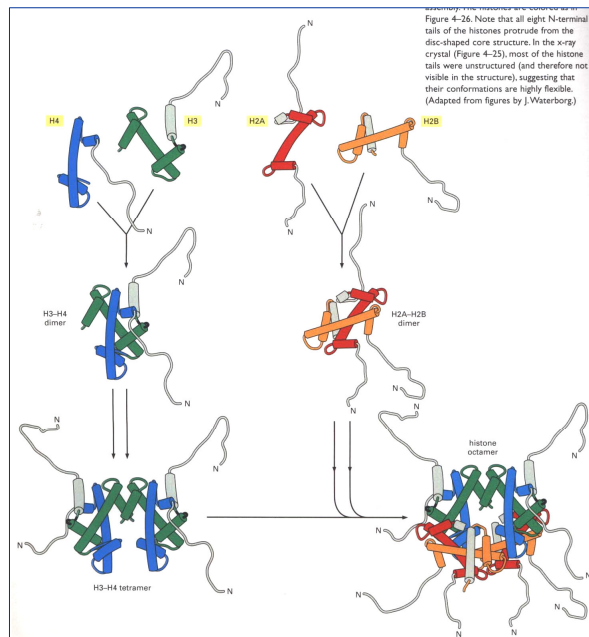 assembly. The histones are colored as in
Figure 4–26. Note that all eight N-terminal
tails of the histones protrude from the
disc-shaped core structure. In the x-ray
crystal (Figure 4–25), most of the histone
tails were unstructured (and therefore not
visible in the structure), suggesting that
their conformations are highly flexible.
(Adapted from figures by J. Waterborg.)
N
N
H4
H3
H2A
H2B
N
N
N
N
N
H3–H4
dimer
H2A–H2B
dimer
N
N
N
N
N
N
histone
octamer
N
N
N
N
N
N
H3–H4 tetramer
N
N
N
N